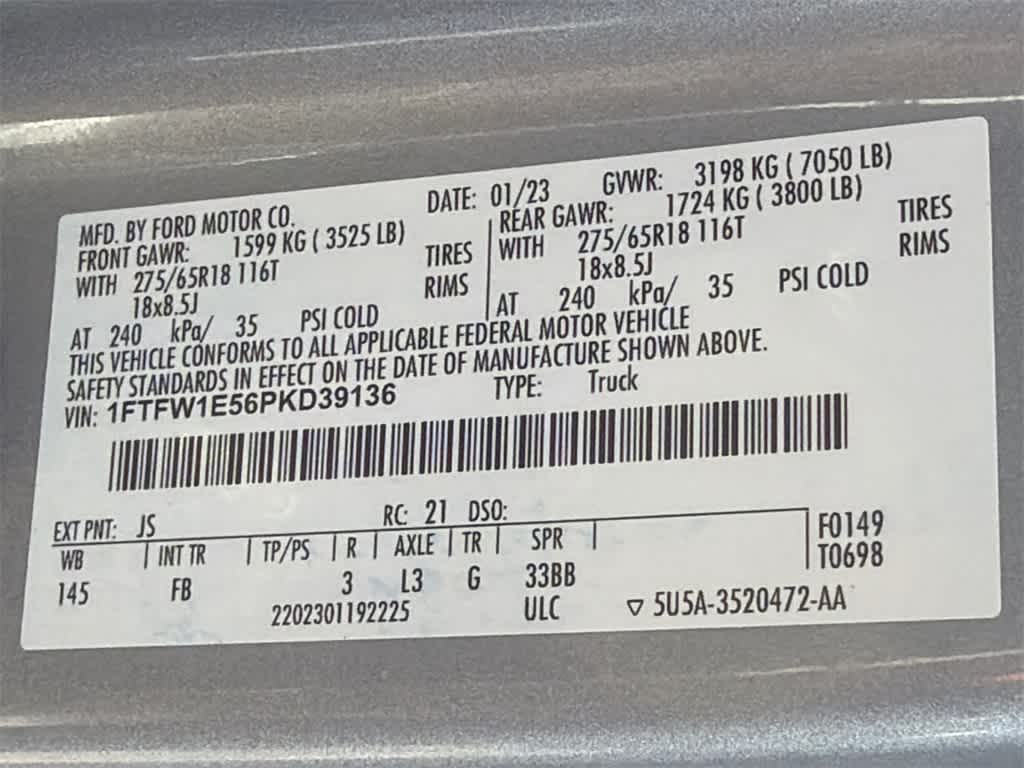 MFD. BY FORD MOTOR CO. DATE: 01/23 GVWR: 3198 KG ( 7050 LB)
FRONT GAWR: 1599 KG ( 3525 LB) REAR GAWR: 1724 KG ( 3800 LB)
WITH 275/65R18 116T TIRES WITH 275/65R18 116T TIRES
18x8.5J RIMS 18x8.5J RIMS
AT 240 kPa/ 35 PSI COLD AT 240 kPa/ 35 PSI COLD
THIS VEHICLE CONFORMS TO ALL APPLICABLE FEDERAL MOTOR VEHICLE
SAFETY STANDARDS IN EFFECT ON THE DATE OF MANUFACTURE SHOWN ABOVE.
VIN: 1FTFW1E56PKD39136 TYPE: Truck
EXT PNT: JS RC: 21 DSO: F0149
WB INT TR TP/PS R AXLE TR SPR T0698
145 FB 3 L3 G 33BB
2202301192225 ULC ▽ 5U5A-3520472-AA